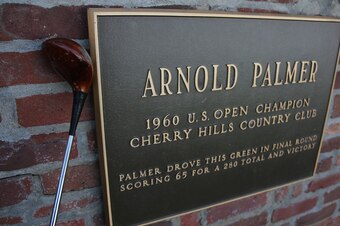 ARNOLD PALMER
1960 U.S. OPEN CHAMPION
CHERRY HILLS COUNTRY CLUB
PALMER DROVE THIS GREEN IN FINAL ROUND
SCORING 65 FOR A 280 TOTAL AND VICTORY